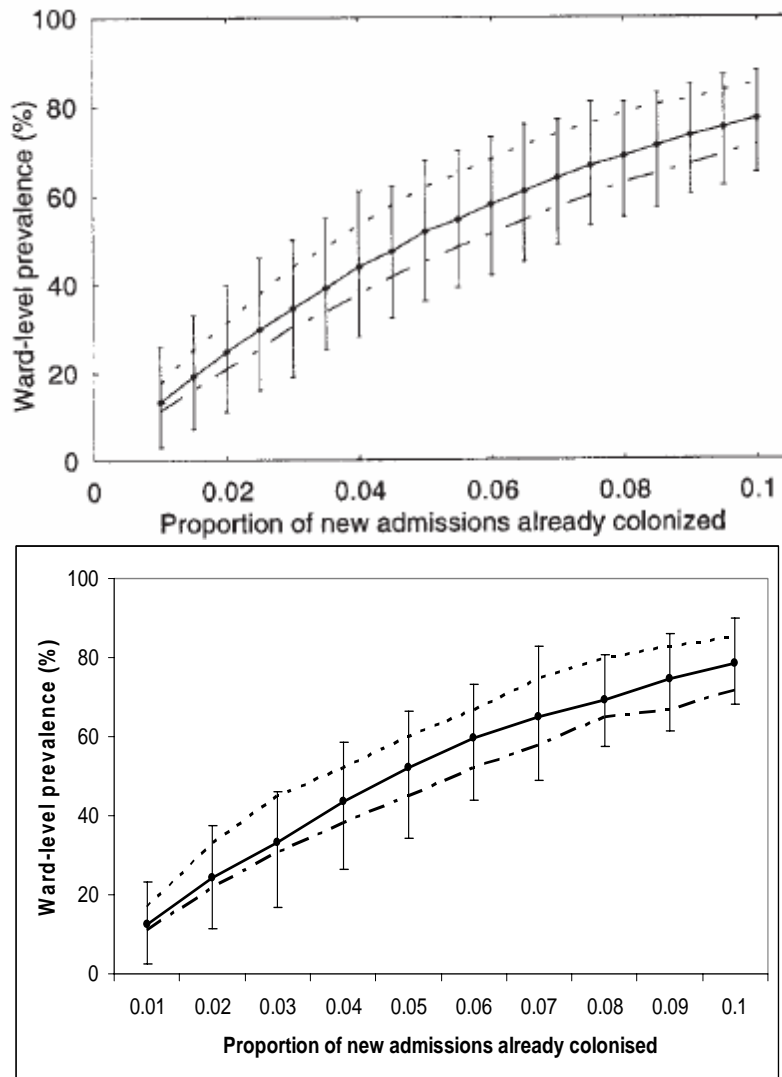 100
80
60
40
20
0
Ward-level prevalence (%)
0 0.02 0.04 0.06 0.08 0.1
Proportion of new admissions already colonized
100
80
60
40
20
0
Ward-level prevalence (%)
0.01 0.02 0.03 0.04 0.05 0.06 0.07 0.08 0.09 0.1
Proportion of new admissions already colonised